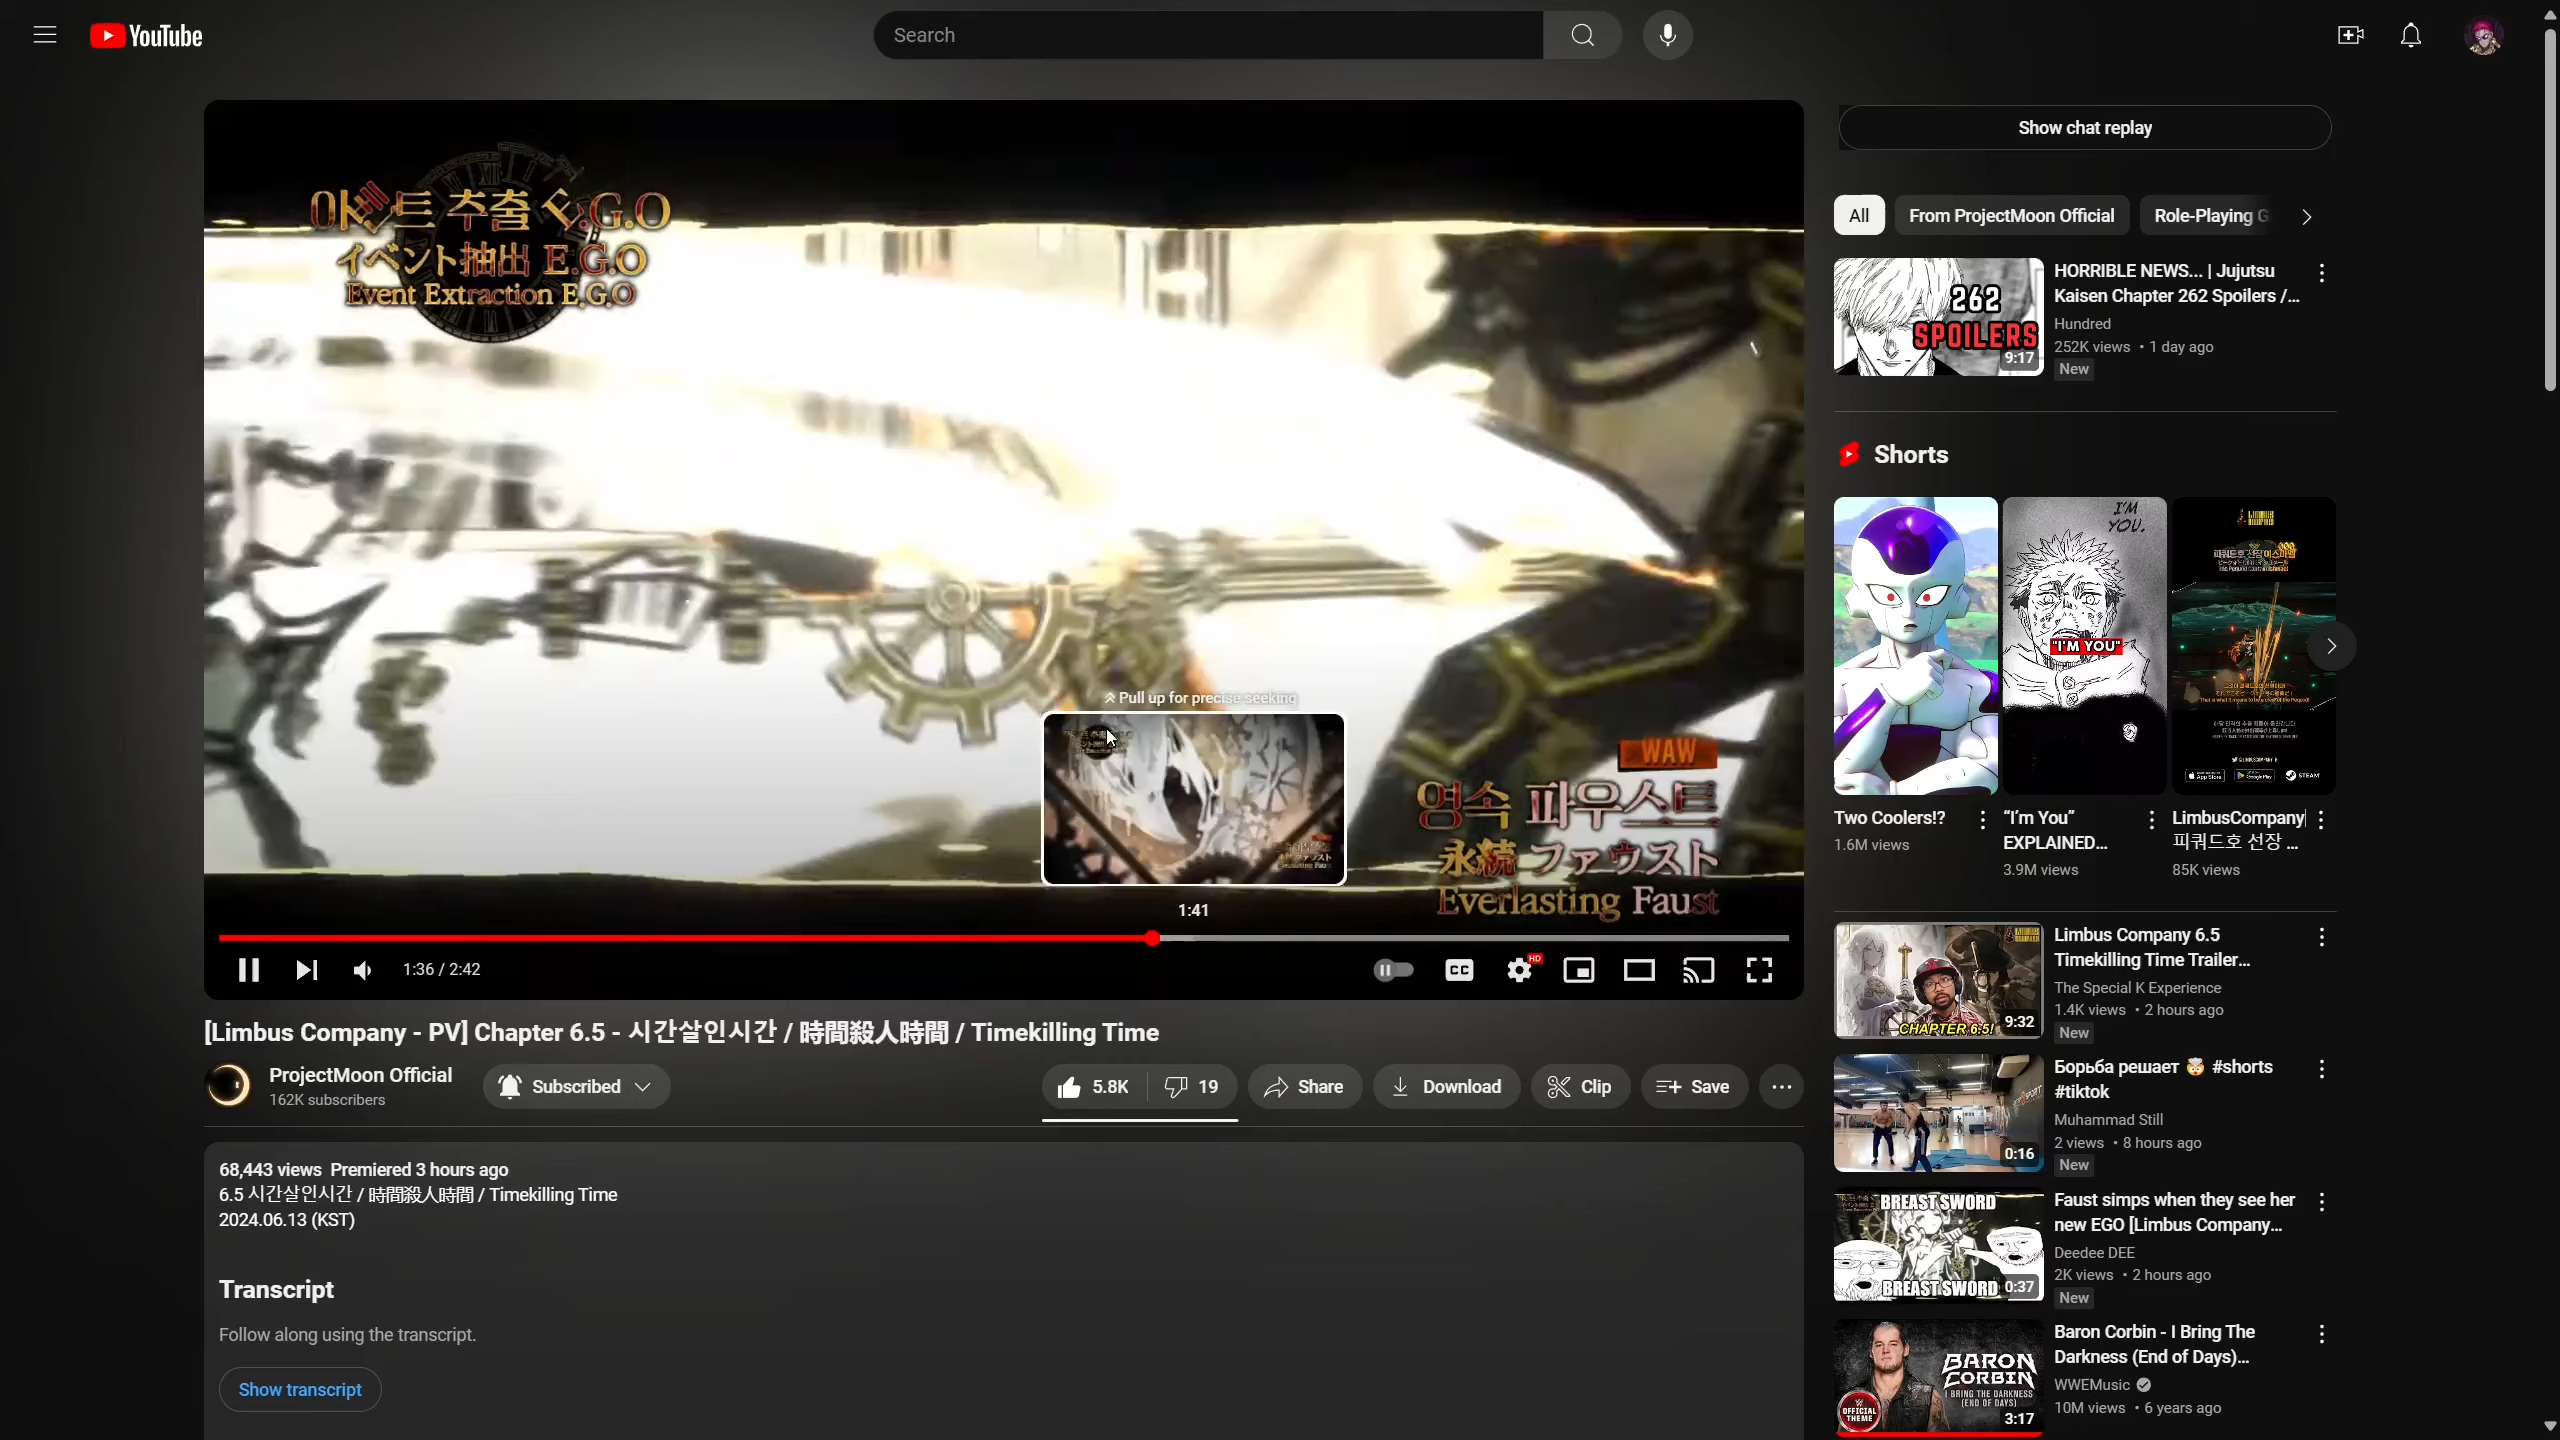 YouTube
Search
이벤트 추출 E.G.O
イベント抽出 E.G.O
Event Extraction E.G.O
Pull up for precise seeking
WAW
영속 파우스트
永続 ファウスト
Everlasting Faust
1:41
1:36 / 2:42
CC
HD
[Limbus Company - PV] Chapter 6.5 - 시간살인시간 / 時間殺人時間 / Timekilling Time
ProjectMoon Official
162K subscribers
Subscribed
5.8K
19
Share
Download
Clip
Save
68,443 views Premiered 3 hours ago
6.5 시간살인시간 / 時間殺人時間 / Timekilling Time
2024.06.13 (KST)
Transcript
Follow along using the transcript.
Show transcript
Show chat replay
All
From ProjectMoon Official
Role-Playing G
262
SPOILERS
9:17
HORRIBLE NEWS... | Jujutsu
Kaisen Chapter 262 Spoilers /...
Hundred
252K views • 1 day ago
New
Shorts
I'M
YOU.
"I'M YOU"
STEAM
Two Coolers!?
1.6M views
“I’m You”
EXPLAINED...
3.9M views
LimbusCompany|
피쿼드호 선장 ...
85K views
CHAPTER 6.5!
9:32
Limbus Company 6.5
Timekilling Time Trailer...
The Special K Experience
1.4K views • 2 hours ago
New
0:16
Борьба решает 🤯 #shorts
#tiktok
Muhammad Still
2 views • 8 hours ago
New
BREAST SWORD
BREAST SWORD
0:37
Faust simps when they see her
new EGO [Limbus Company...
Deedee DEE
2K views • 2 hours ago
New
BARON
CORBIN
I BRING THE DARKNESS
(END OF DAYS)
OFFICIAL
THEME
3:17
Baron Corbin - I Bring The
Darkness (End of Days)...
WWEMusic
10M views • 6 years ago